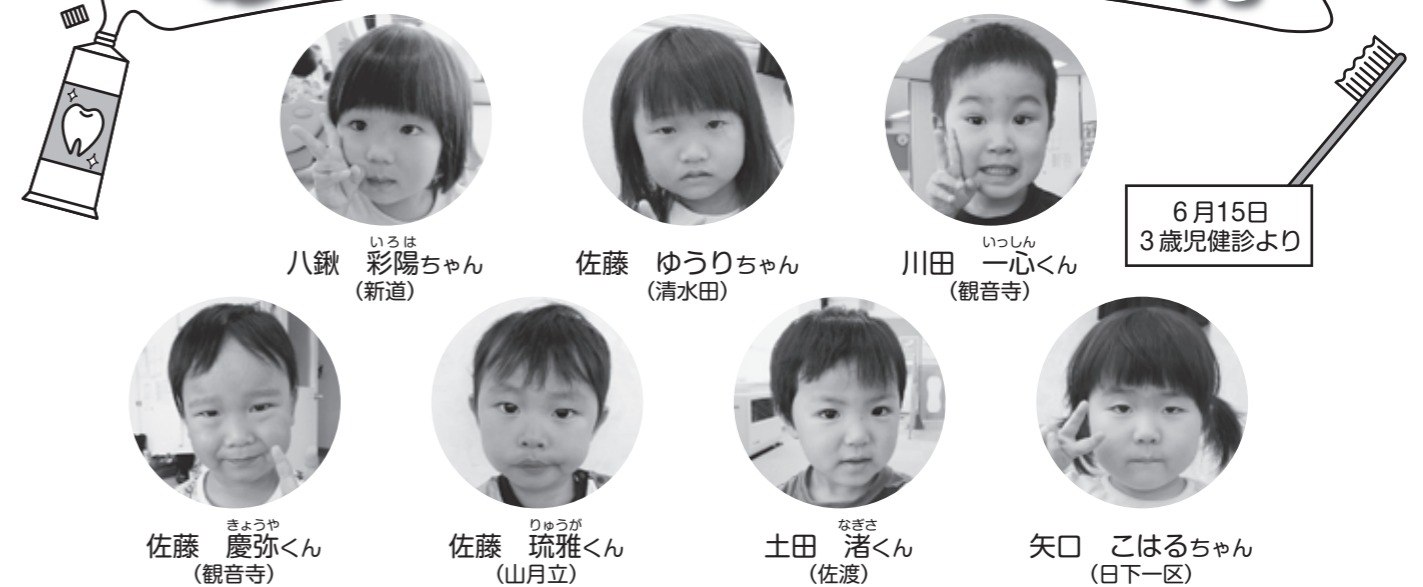 いろは
八鍬　彩陽ちゃん
（新道）
佐藤　ゆうりちゃん
（清水田）
いっしん
川田　一心くん
（観音寺）
6月15日
3歳児健診より
きょうや
佐藤　慶弥くん
（観音寺）
りゅうが
佐藤　琉雅くん
（山月立）
なぎさ
土田　渚くん
（佐渡）
矢口　こはるちゃん
（日下一区）